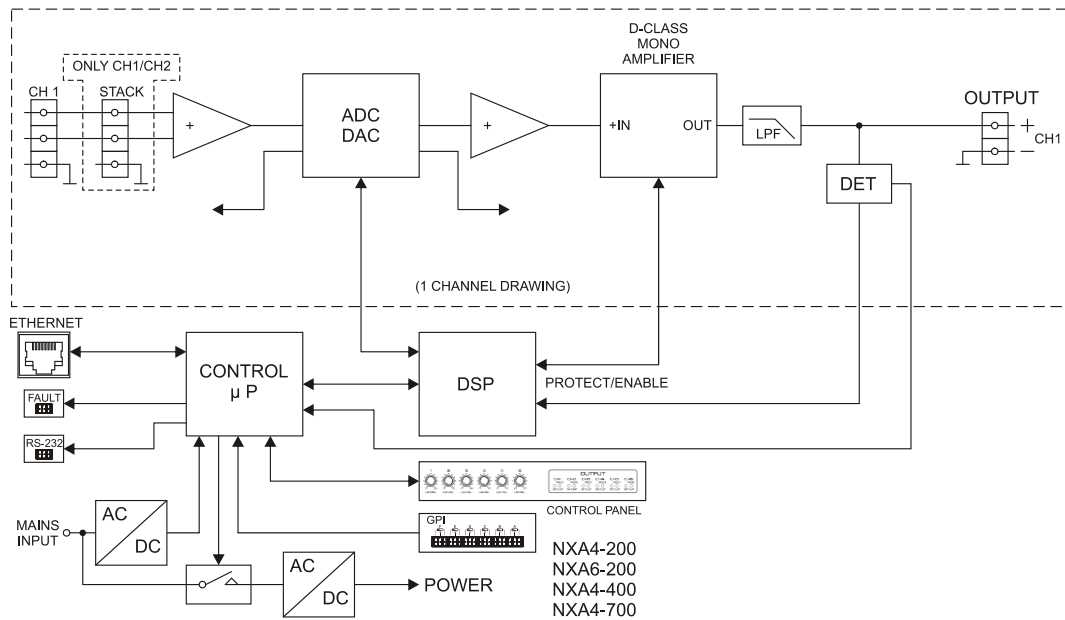 D-CLASS
MONO
AMPLIFIER
ONLY CH1/CH2
CH 1
STACK
+
ADC
DAC
+
+IN
OUT
LPF
OUTPUT
+
CH1
−
DET
(1 CHANNEL DRAWING)
ETHERNET
CONTROL
µ P
DSP
PROTECT/ENABLE
FAULT
RS-232
OUTPUT
CONTROL PANEL
MAINS
INPUT
AC
DC
GPI
AC
DC
POWER
NXA4-200
NXA6-200
NXA4-400
NXA4-700